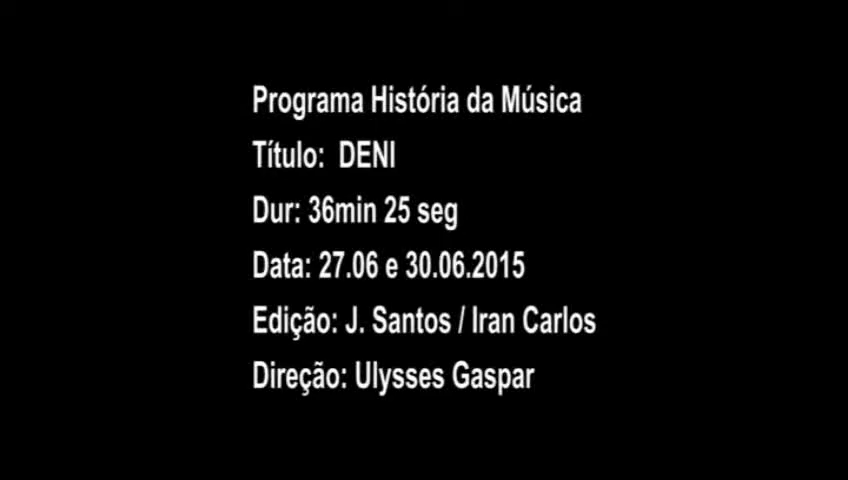 Programa História da Música
Título: DENI
Dur: 36min 25 seg
Data: 27.06 e 30.06.2015
Edição: J. Santos / Iran Carlos
Direção: Ulysses Gaspar